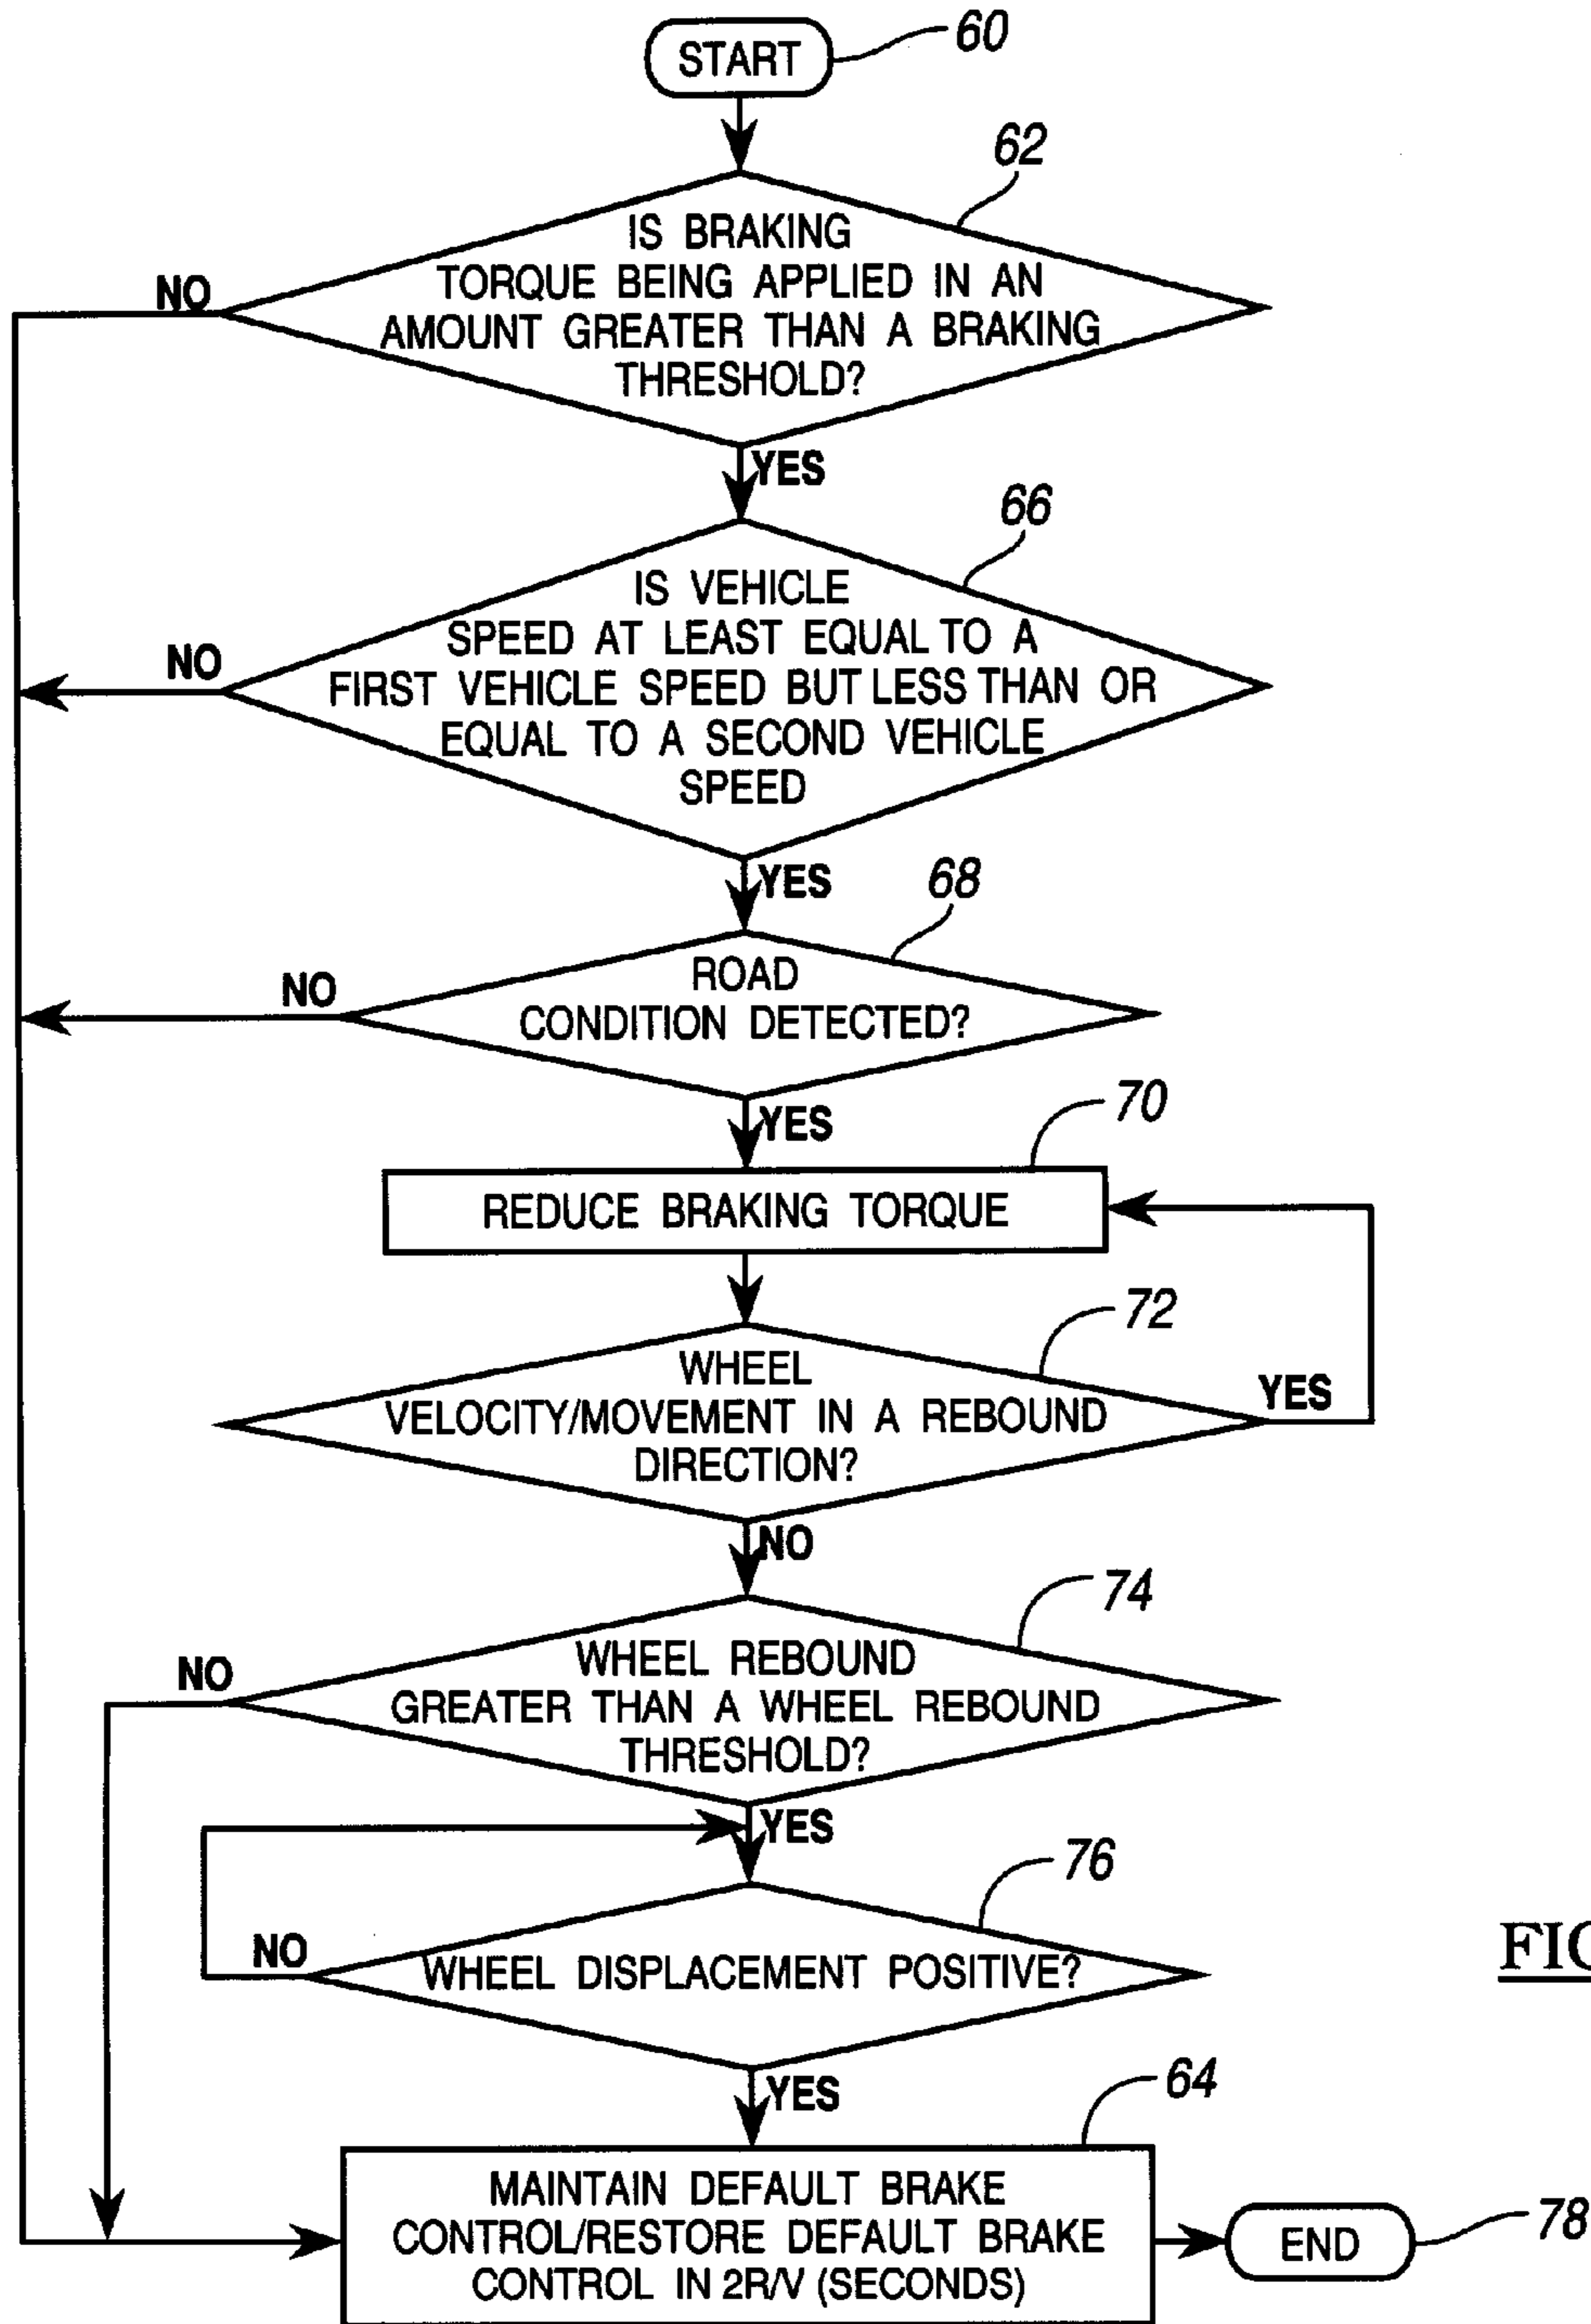 START
60
62
IS BRAKING
TORQUE BEING APPLIED IN AN
AMOUNT GREATER THAN A BRAKING
THRESHOLD?
NO
YES
66
IS VEHICLE
SPEED AT LEAST EQUAL TO A
FIRST VEHICLE SPEED BUT LESS THAN OR
EQUAL TO A SECOND VEHICLE
SPEED
NO
YES
68
ROAD
CONDITION DETECTED?
NO
YES
70
REDUCE BRAKING TORQUE
72
WHEEL
VELOCITY/MOVEMENT IN A REBOUND
DIRECTION?
YES
NO
74
WHEEL REBOUND
GREATER THAN A WHEEL REBOUND
THRESHOLD?
NO
YES
76
WHEEL DISPLACEMENT POSITIVE?
NO
FIG
YES
64
MAINTAIN DEFAULT BRAKE
CONTROL/RESTORE DEFAULT BRAKE
CONTROL IN 2R/V (SECONDS)
END
78